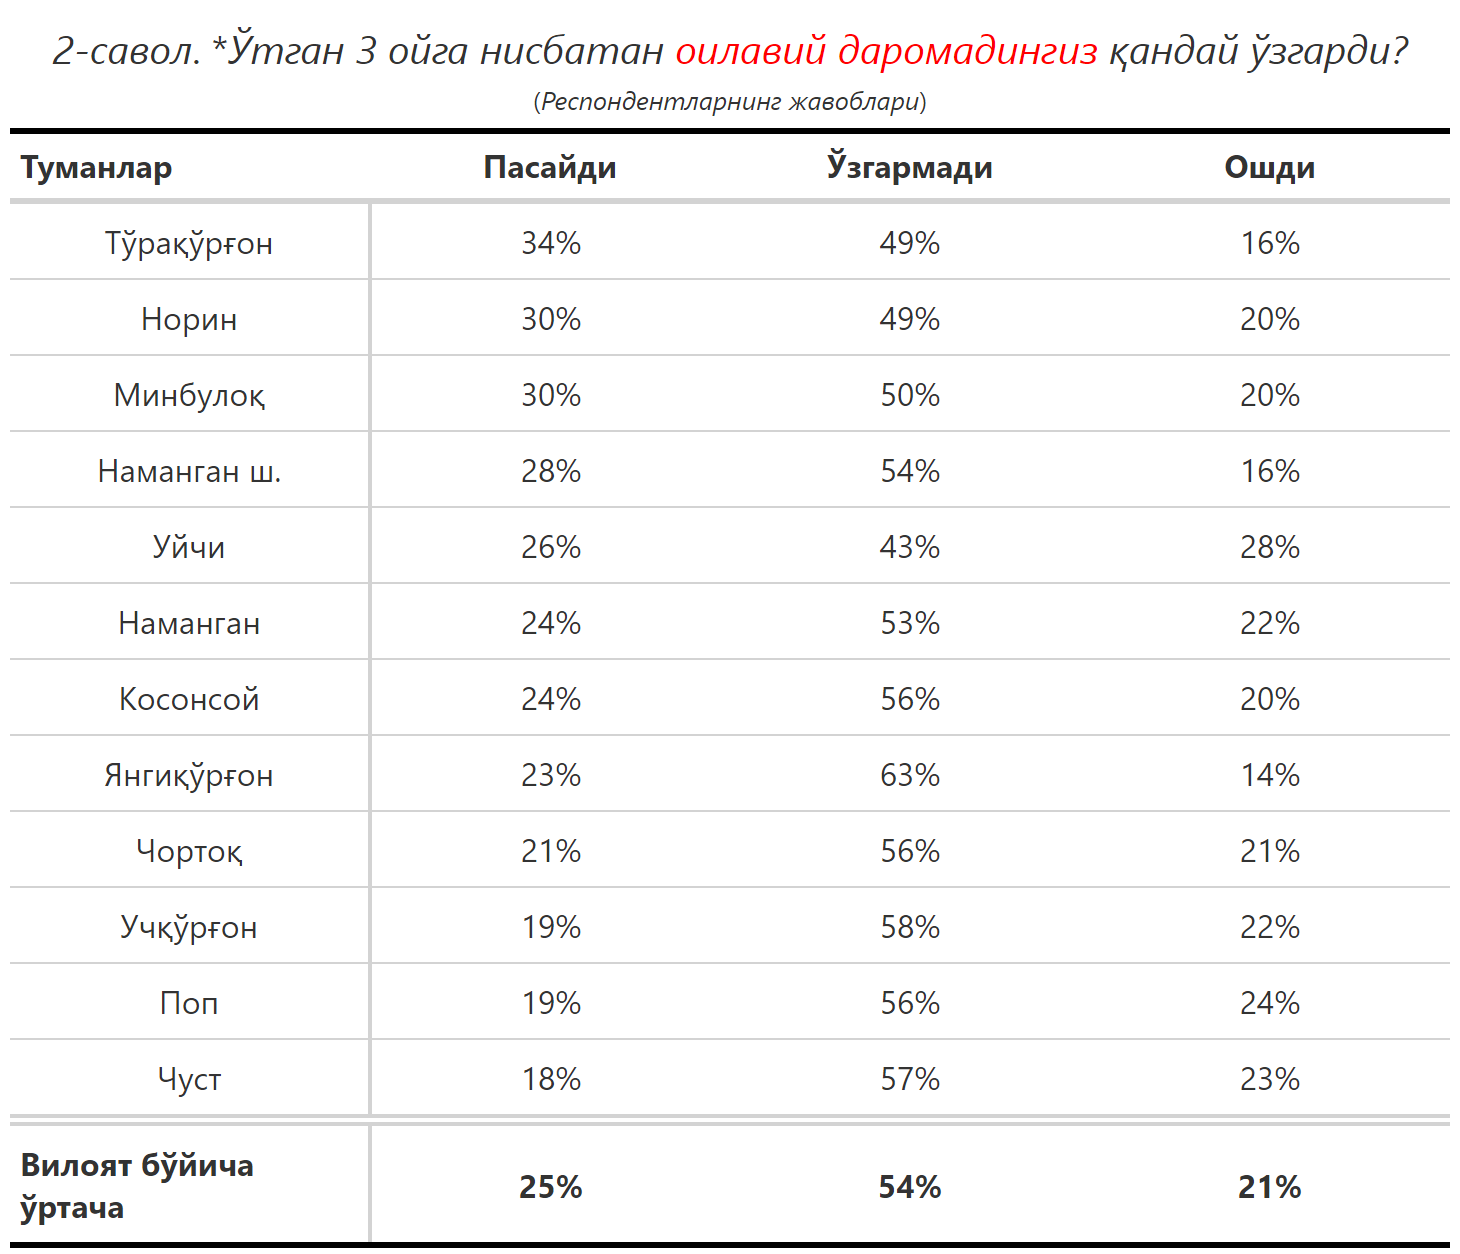 2-савол. *Ўтган 3 ойга нисбатан оилавий даромадингиз қандай ўзгарди?
(Респондентларнинг жавоблари)
Туманлар Пасайди Ўзгармади Ошди
Тўрақўрғон 34% 49% 16%
Норин 30% 49% 20%
Минбулоқ 30% 50% 20%
Наманган ш. 28% 54% 16%
Уйчи 26% 43% 28%
Наманган 24% 53% 22%
Косонсой 24% 56% 20%
Янгиқўрғон 23% 63% 14%
Чортоқ 21% 56% 21%
Учқўрғон 19% 58% 22%
Поп 19% 56% 24%
Чуст 18% 57% 23%
Вилоят бўйича
ўртача 25% 54% 21%